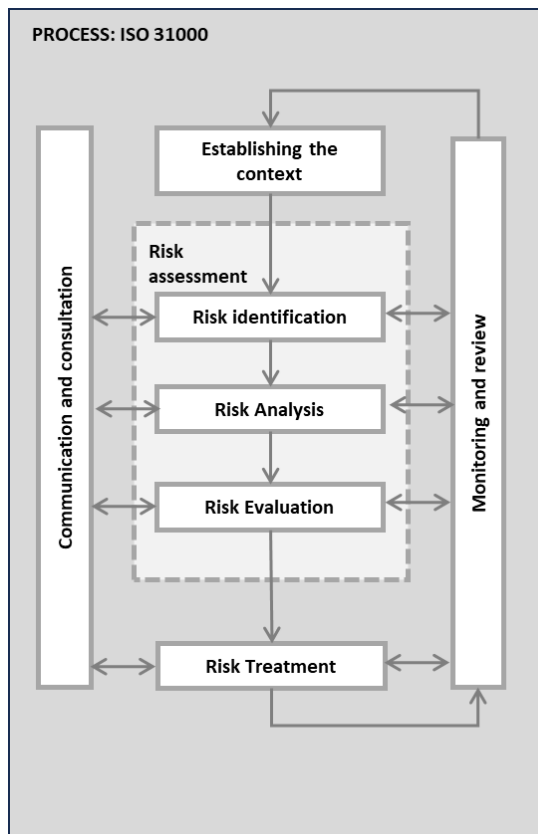 PROCESS: ISO 31000
Establishing the
context
Risk
assessment
Risk identification
Risk Analysis
Risk Evaluation
Risk Treatment
Communication and consultation
Monitoring and review